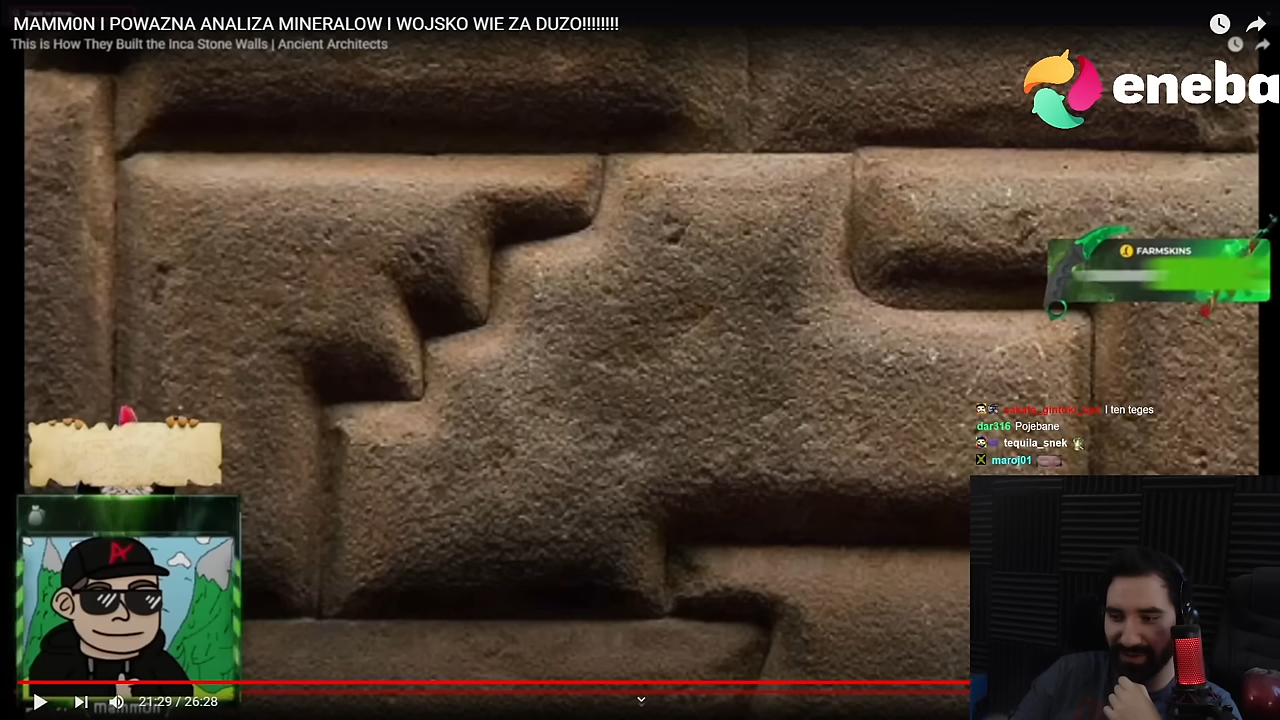 MAMM0N I POWAZNA ANALIZA MINERALOW I WOJSKO WIE ZA DUZO!!!!!!!!
This is How They Built the Inca Stone Walls | Ancient Architects
eneba
FARMSKINS
I ten teges
dar316 Pojebane
tequila_snek
maroj01
21:29 / 26:28
mammon